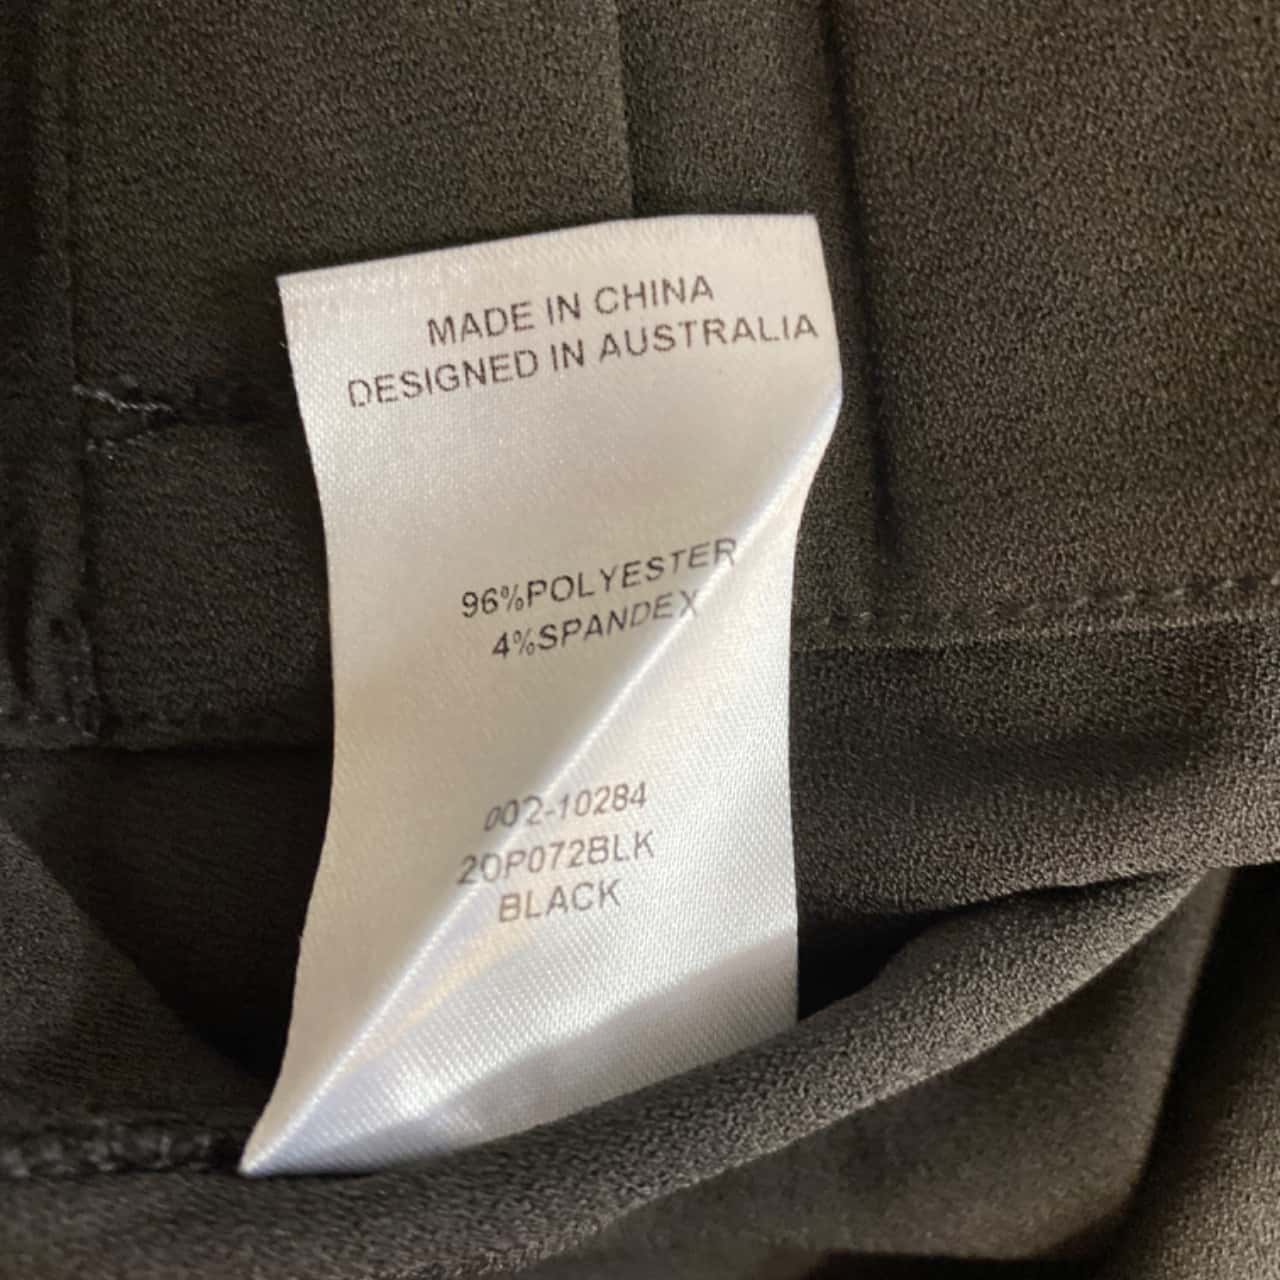 MADE IN CHINA
DESIGNED IN AUSTRALIA
96%POLYESTER
4%SPANDEX
002-10284
20P072BLK
BLACK